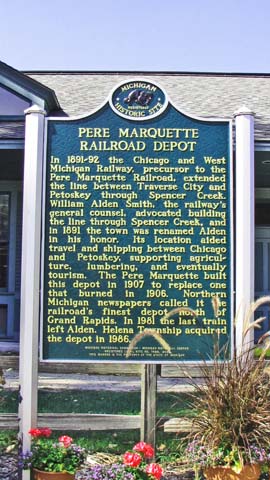 MICHIGAN
HISTORIC SITE
PERE MARQUETTE
RAILROAD DEPOT
In 1891-92 the Chicago and West
Michigan Railway, precursor to the
Pere Marquette Railroad, extended
the line between Traverse City and
Petoskey through Spencer Creek.
William Alden Smith, the railway's
general counsel, advocated building
the line through Spencer Creek, and
in 1891 the town was renamed Alden
in his honor. Its location aided
travel and shipping between Chicago
and Petoskey, supporting agricul-
ture, lumbering, and eventually
tourism. The Pere Marquette built
this depot in 1907 to replace one
that burned in 1906. Northern
Michigan newspapers called it the
railroad's finest depot north of
Grand Rapids. In 1981 the last train
left Alden. Helena Township acquired
the depot in 1986.